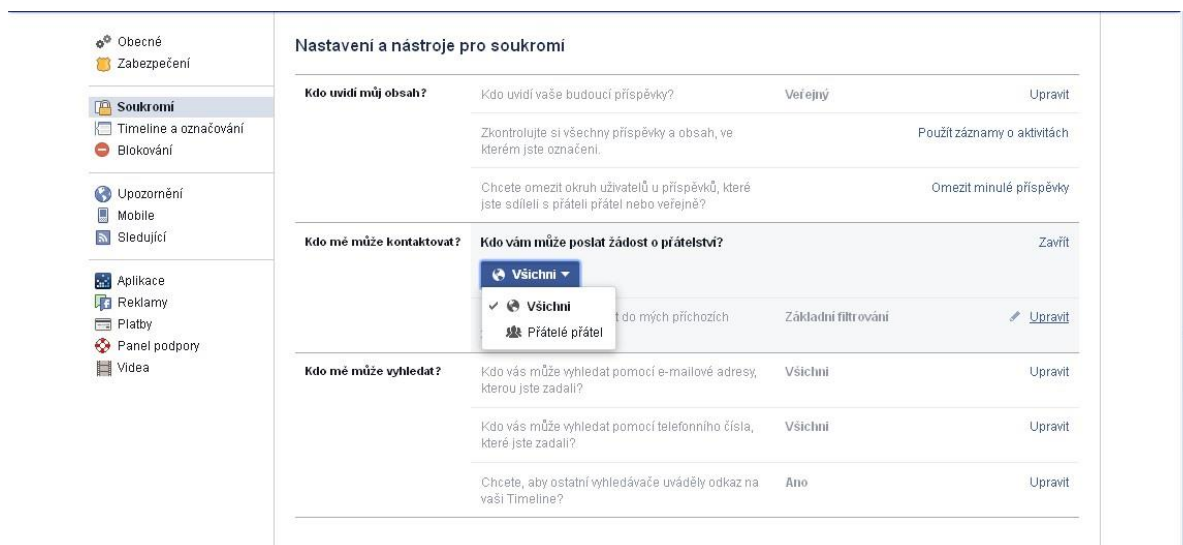 Obecné
Zabezpečení
Soukromí
Timeline a označování
Blokování
Upozornění
Mobile
Sledující
Aplikace
Reklamy
Platby
Panel podpory
Videa
Nastavení a nástroje pro soukromí
Kdo uvidí můj obsah?
Kdo uvidí vaše budoucí příspěvky?
Veřejný
Upravit
Zkontrolujte si všechny příspěvky a obsah, ve
kterém jste označeni.
Použít záznamy o aktivitách
Chcete omezit okruh uživatelů u příspěvků, které
jste sdíleli s přáteli přátel nebo veřejně?
Omezit minulé příspěvky
Kdo mě může kontaktovat?
Kdo vám může poslat žádost o přátelství?
Zavřít
Všichni
Všichni
Přátelé přátel
do mých příchozích
Základní filtrování
Upravit
Kdo mě může vyhledat?
Kdo vás může vyhledat pomocí e-mailové adresy,
kterou jste zadali?
Všichni
Upravit
Kdo vás může vyhledat pomocí telefonního čísla,
které jste zadali?
Všichni
Upravit
Chcete, aby ostatní vyhledávače uváděly odkaz na
vaši Timeline?
Ano
Upravit